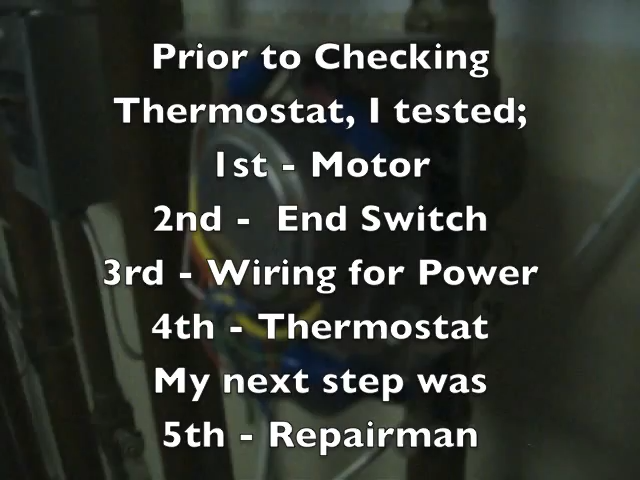 Prior to Checking
Thermostat, I tested;
1st - Motor
2nd - End Switch
3rd - Wiring for Power
4th - Thermostat
My next step was
5th - Repairman